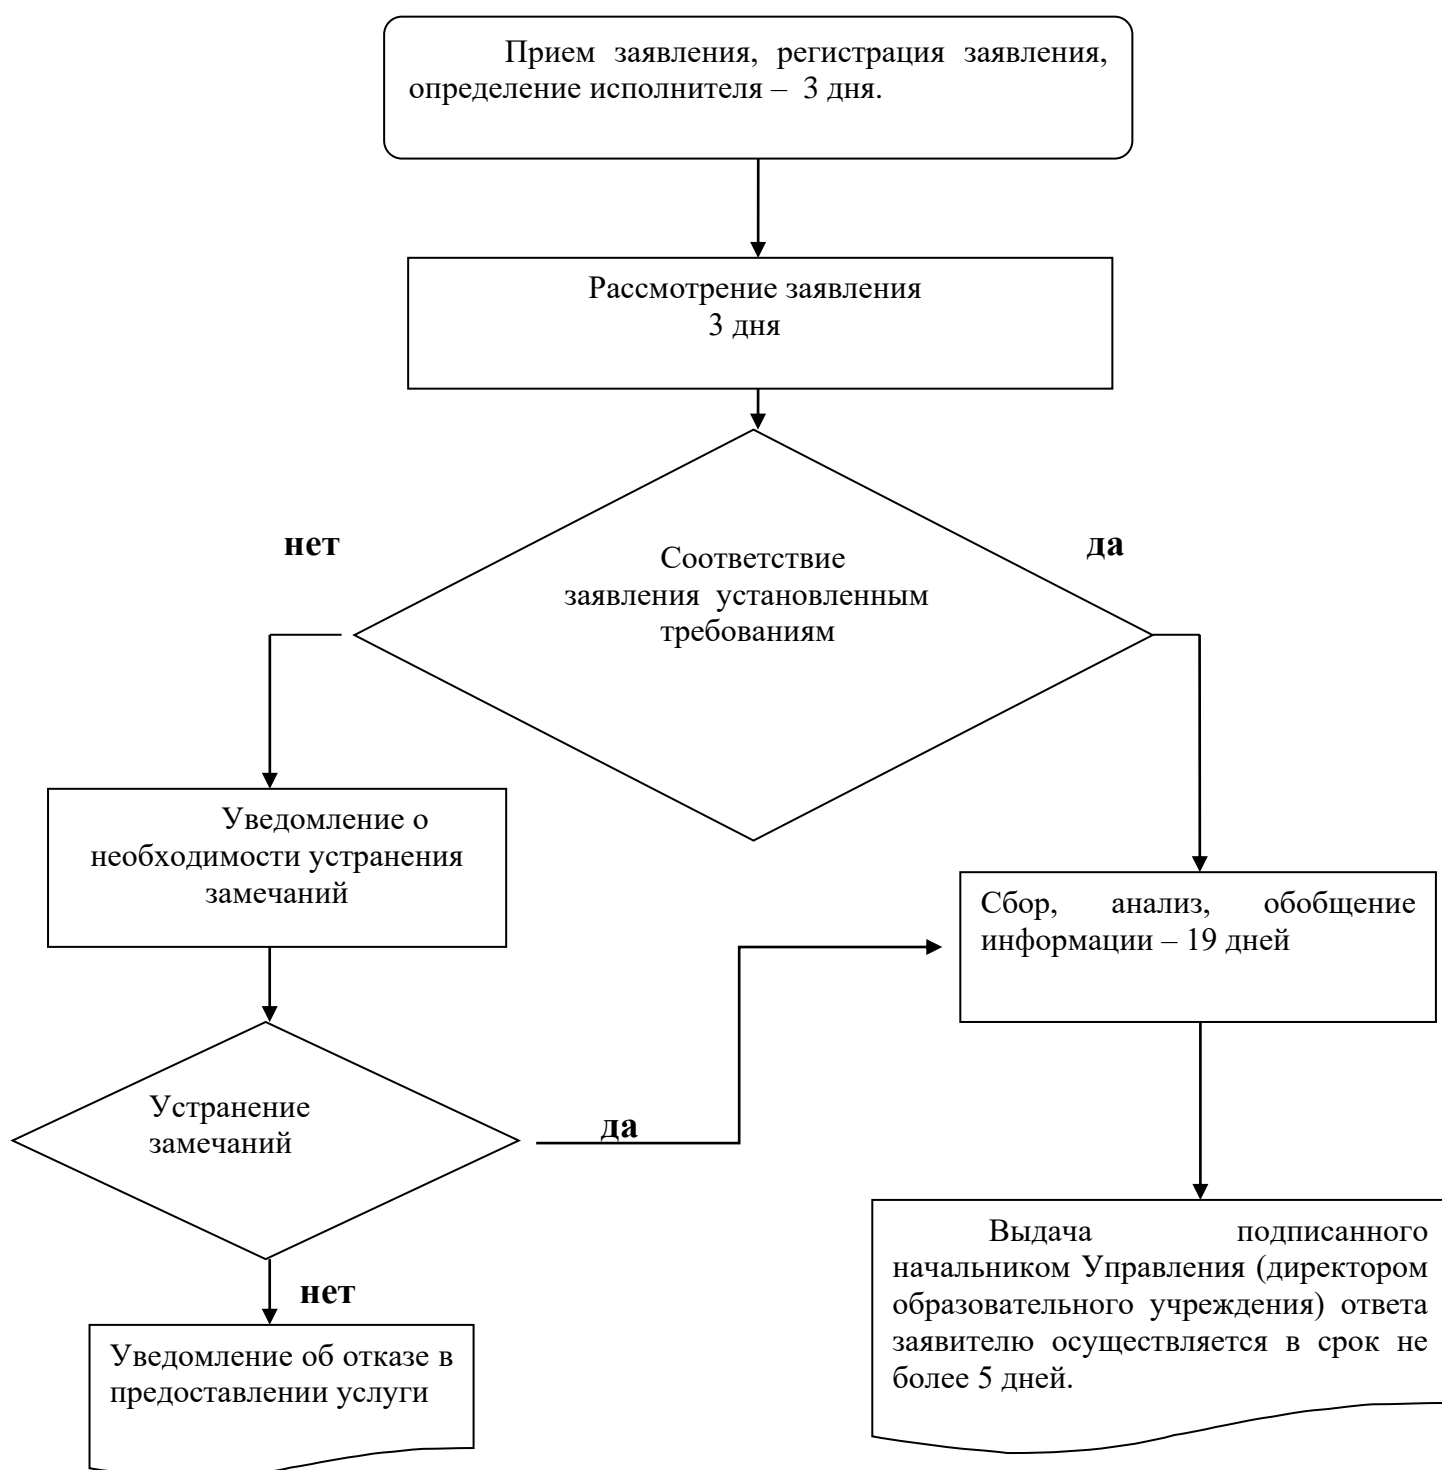 Прием заявления, регистрация заявления,
определение исполнителя – 3 дня.
Рассмотрение заявления
3 дня
нет
да
Соответствие
заявления установленным
требованиям
Уведомление о
необходимости устранения
замечаний
Сбор, анализ, обобщение
информации – 19 дней
Устранение
замечаний
да
нет
Выдача подписанного
начальником Управления (директором
образовательного учреждения) ответа
заявителю осуществляется в срок не
более 5 дней.
Уведомление об отказе в
предоставлении услуги